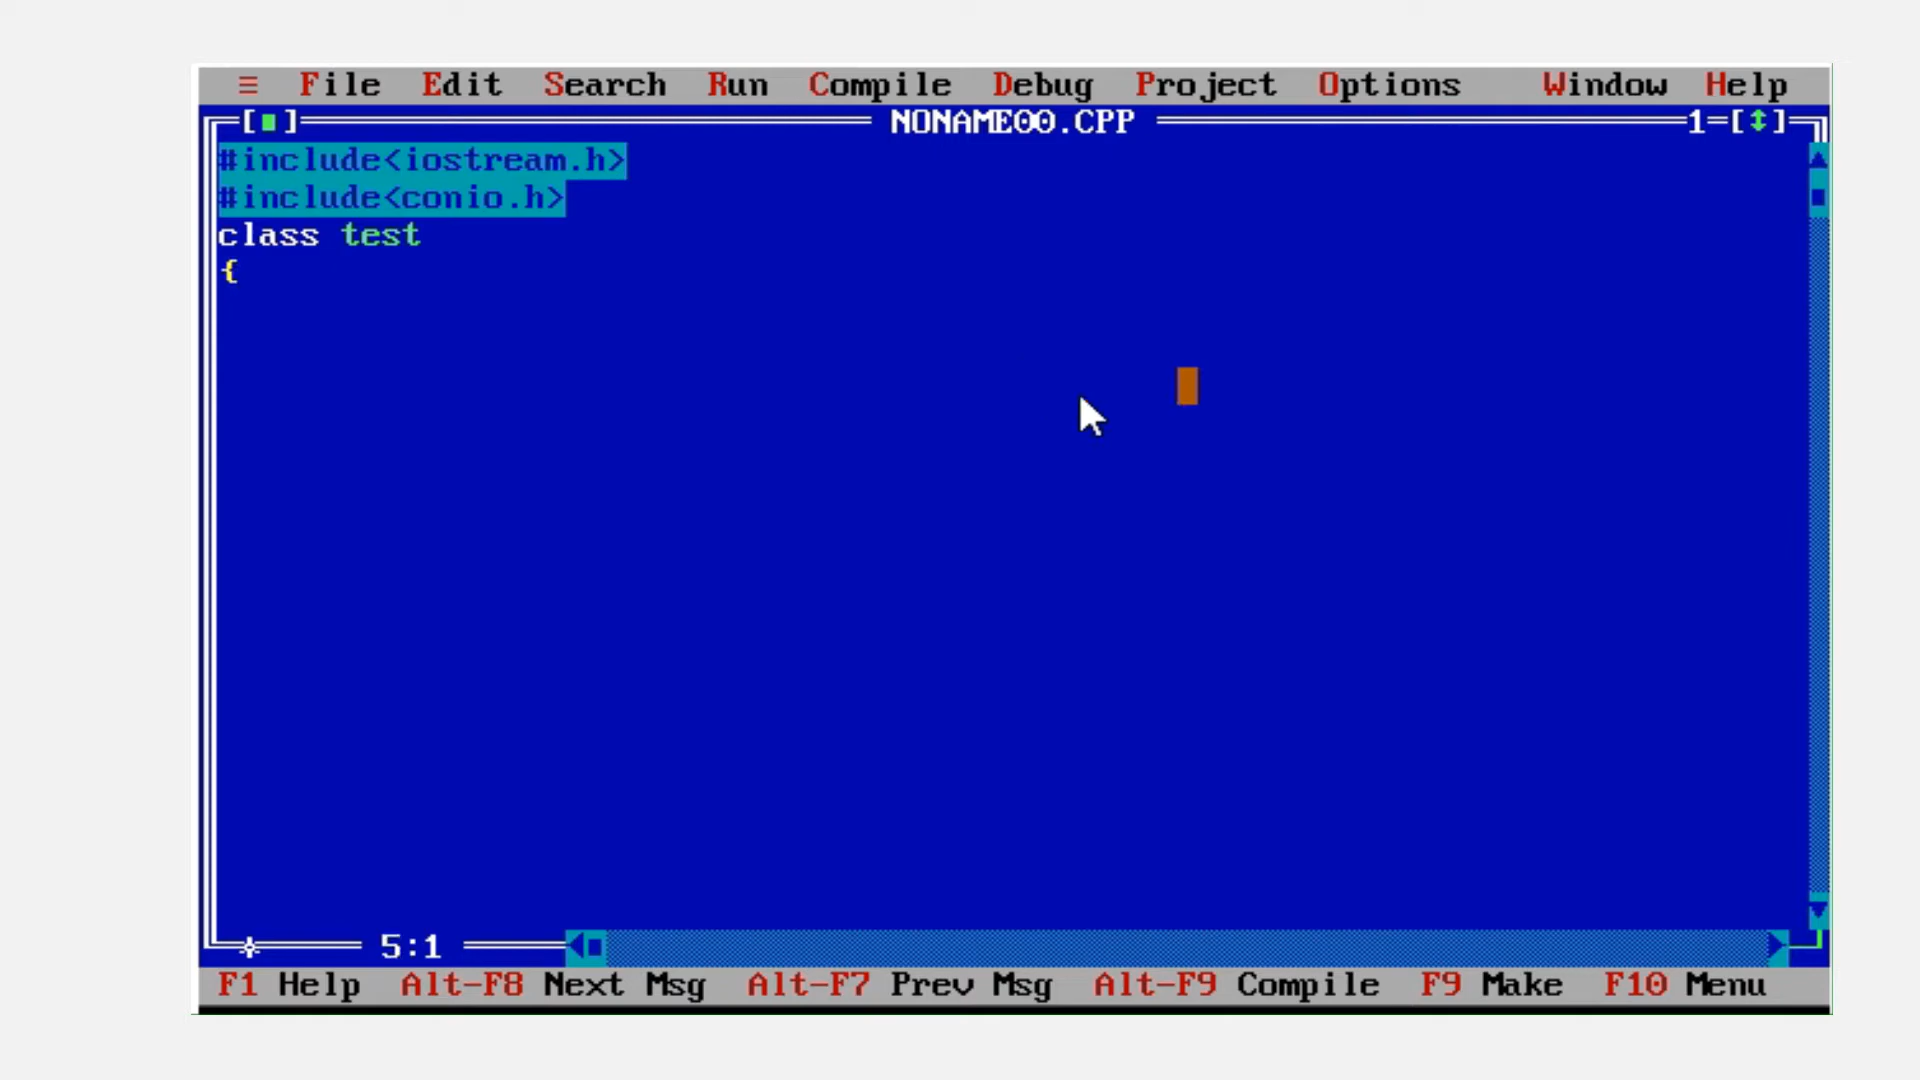 ≡ File Edit Search Run Compile Debug Project Options Window Help
[■] NONAME00.CPP 1=[↕]
#include<iostream.h>
#include<conio.h>
class test
{
5:1
F1 Help Alt-F8 Next Msg Alt-F7 Prev Msg Alt-F9 Compile F9 Make F10 Menu